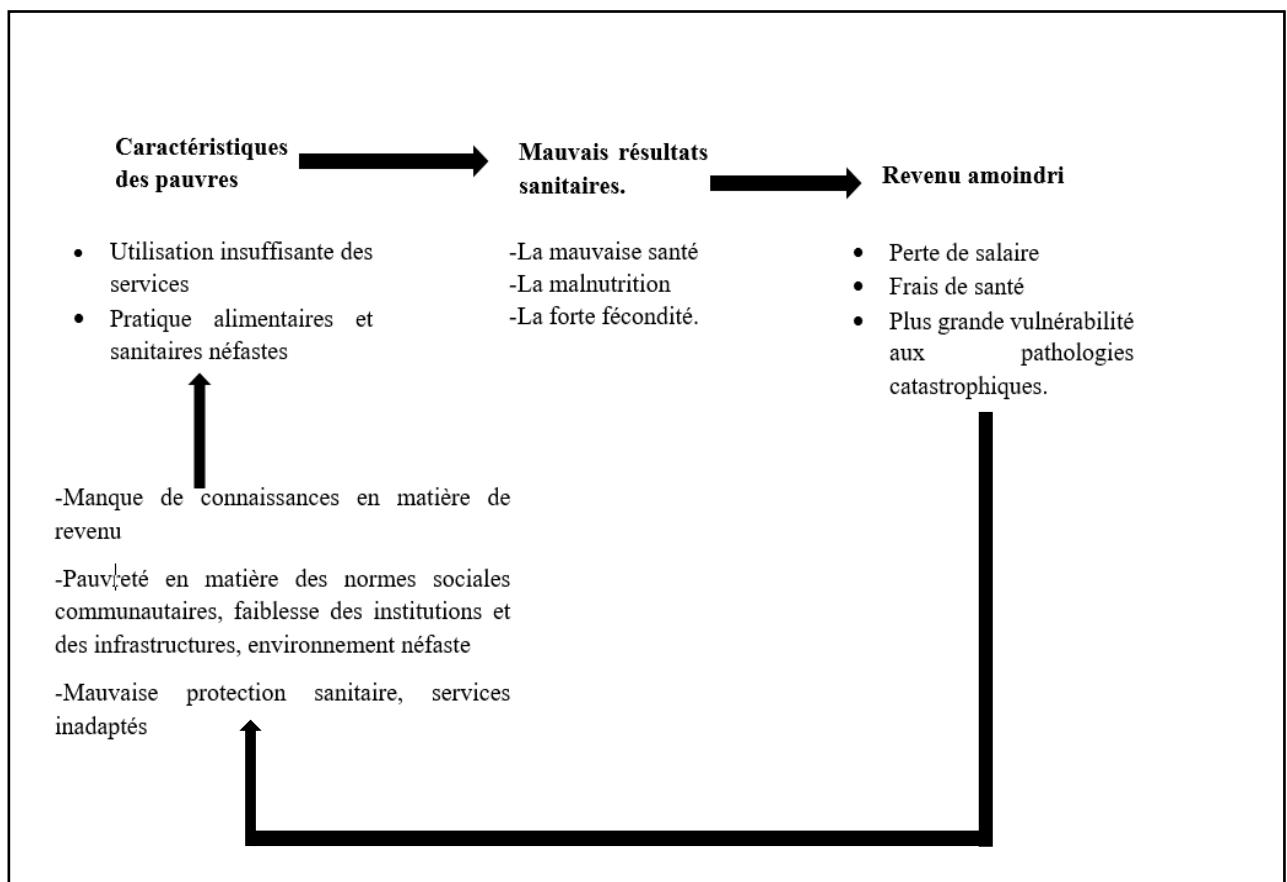 Caractéristiques
des pauvres
Mauvais résultats
sanitaires.
Revenu amoindri
• Utilisation insuffisante des
services
• Pratique alimentaires et
sanitaires néfastes
-La mauvaise santé
-La malnutrition
-La forte fécondité.
• Perte de salaire
• Frais de santé
• Plus grande vulnérabilité
aux pathologies
catastrophiques.
-Manque de connaissances en matière de
revenu
-Pauvreté en matière des normes sociales
communautaires, faiblesse des institutions et
des infrastructures, environnement néfaste
-Mauvaise protection sanitaire, services
inadaptés